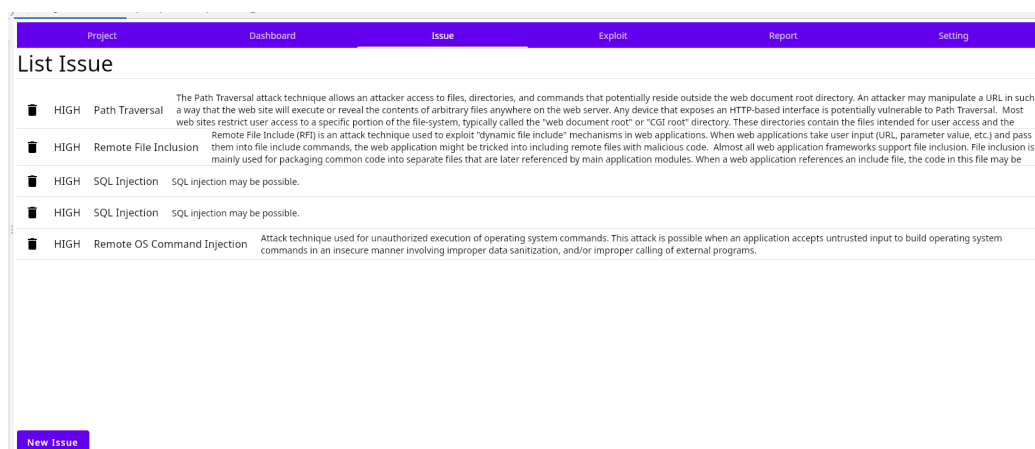 Project Dashboard Issue Exploit Report Setting
List Issue
HIGH Path Traversal
The Path Traversal attack technique allows an attacker access to files, directories, and commands that potentially reside outside the web document root directory. An attacker may manipulate a URL in such
a way that the web site will execute or reveal the contents of arbitrary files anywhere on the web server. Any device that exposes an HTTP-based interface is potentially vulnerable to Path Traversal.  Most
web sites restrict user access to a specific portion of the file-system, typically called the "web document root" or "CGI root" directory. These directories contain the files intended for user access and the
HIGH Remote File Inclusion
Remote File Include (RFI) is an attack technique used to exploit "dynamic file include" mechanisms in web applications. When web applications take user input (URL, parameter value, etc.) and pass
them into file include commands, the web application might be tricked into including remote files with malicious code.  Almost all web application frameworks support file inclusion. File inclusion is
mainly used for packaging common code into separate files that are later referenced by main application modules. When a web application references an include file, the code in this file may be
HIGH SQL Injection SQL injection may be possible.
HIGH SQL Injection SQL injection may be possible.
HIGH Remote OS Command Injection
Attack technique used for unauthorized execution of operating system commands. This attack is possible when an application accepts untrusted input to build operating system
commands in an insecure manner involving improper data sanitization, and/or improper calling of external programs.
New Issue